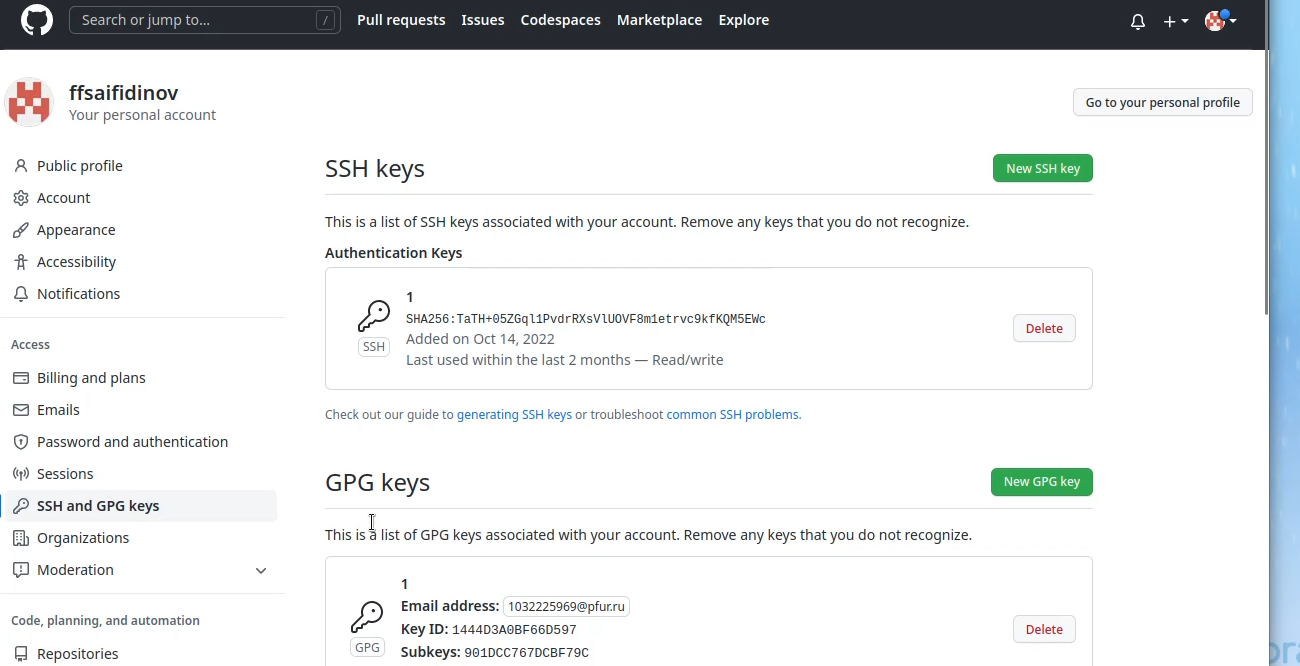 Search or jump to... /
Pull requests Issues Codespaces Marketplace Explore
ffsaifidinov
Your personal account
Go to your personal profile
Public profile
Account
Appearance
Accessibility
Notifications
Access
Billing and plans
Emails
Password and authentication
Sessions
SSH and GPG keys
Organizations
Moderation
Code, planning, and automation
Repositories
SSH keys
New SSH key
This is a list of SSH keys associated with your account. Remove any keys that you do not recognize.
Authentication Keys
1
SHA256:TaTH+05ZGql1PvdrRXsVlUOVF8m1etrvc9kfKQM5EWc
SSH
Added on Oct 14, 2022
Last used within the last 2 months — Read/write
Delete
Check out our guide to generating SSH keys or troubleshoot common SSH problems.
GPG keys
New GPG key
This is a list of GPG keys associated with your account. Remove any keys that you do not recognize.
1
Email address: 1032225969@pfur.ru
Key ID: 1444D3A0BF66D597
GPG
Subkeys: 901DCC767DCBF79C
Delete